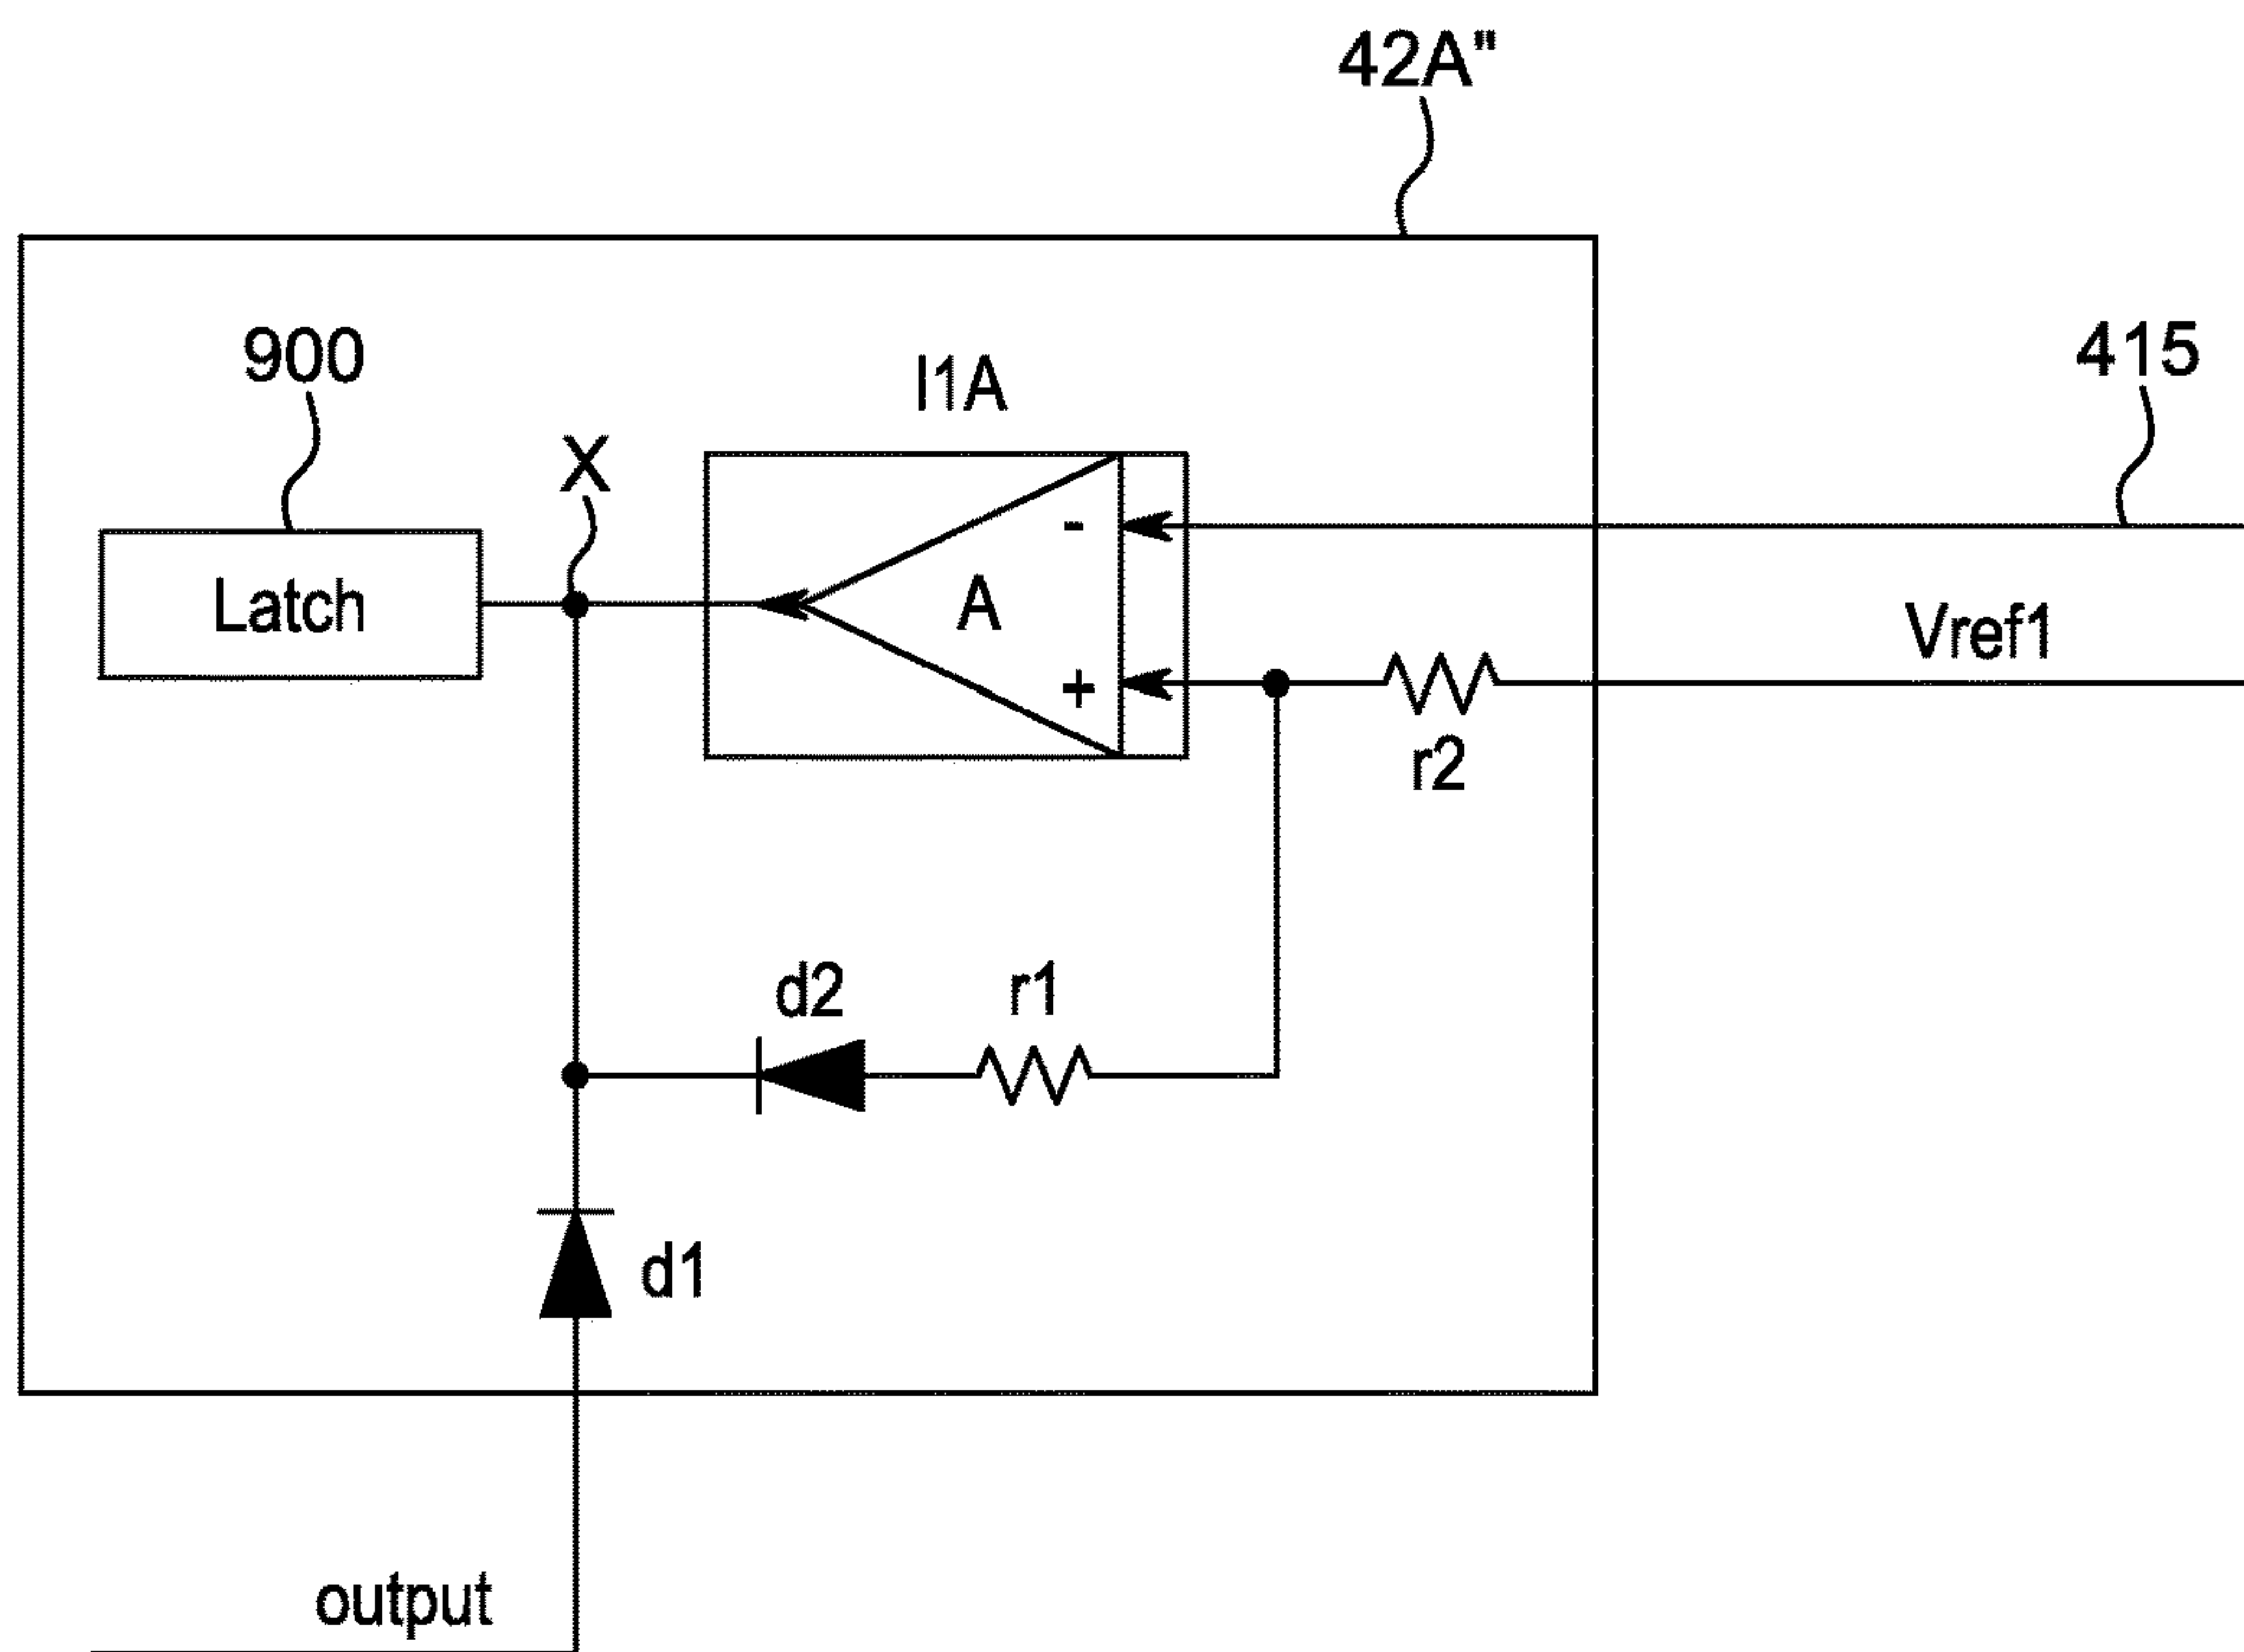 42A"
900
X
I1A
415
-
Latch
A
Vref1
+
r2
d2
r1
d1
output